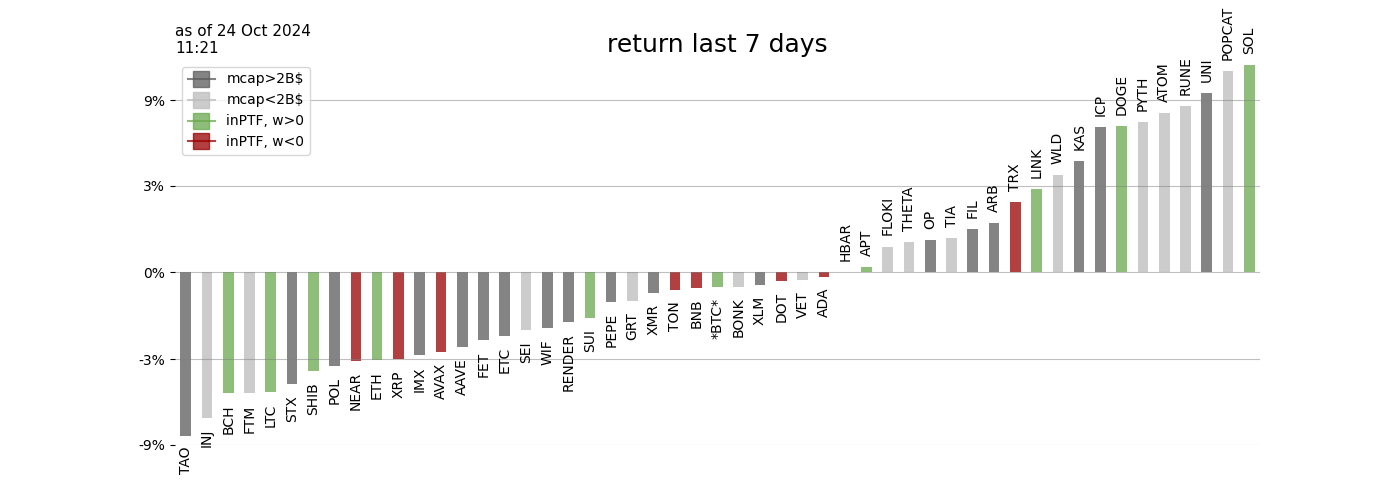 as of 24 Oct 2024
11:21
return last 7 days
mcap>2B$
mcap<2B$
inPTF, w>0
inPTF, w<0
9%
3%
0%
-3%
-9%
TAO
INJ
BCH
FTM
LTC
STX
SHIB
POL
NEAR
ETH
XRP
IMX
AVAX
AAVE
FET
ETC
SEI
WIF
RENDER
SUI
PEPE
GRT
XMR
TON
BNB
*BTC*
BONK
XLM
DOT
VET
ADA
HBAR
APT
FLOKI
THETA
OP
TIA
FIL
ARB
TRX
LINK
WLD
KAS
ICP
DOGE
PYTH
ATOM
RUNE
UNI
POPCAT
SOL